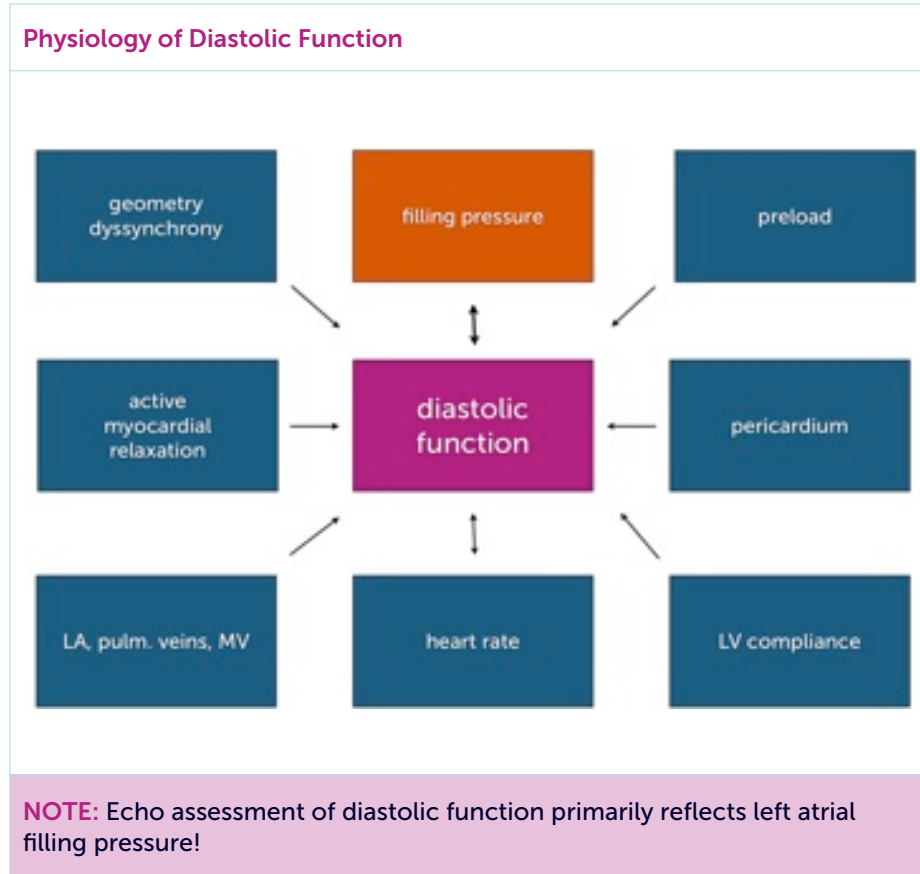 Physiology of Diastolic Function
geometry
dyssynchrony
filling pressure
preload
active
myocardial
relaxation
diastolic
function
pericardium
LA, pulm. veins, MV
heart rate
LV compliance
NOTE: Echo assessment of diastolic function primarily reflects left atrial
filling pressure!